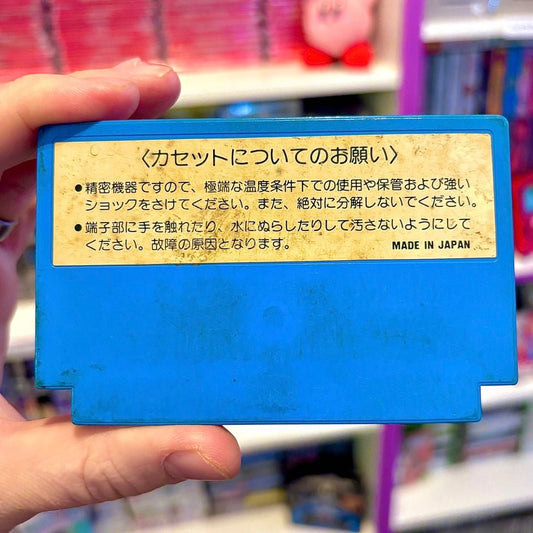 〈カセットについてのお願い〉
●精密機器ですので、極端な温度条件下での使用や保管および強い
ショックをさけてください。また、絶対に分解しないでください。
●端子部に手を触れたり、水にぬらしたりして汚さないようにして
ください。故障の原因となります。
MADE IN JAPAN